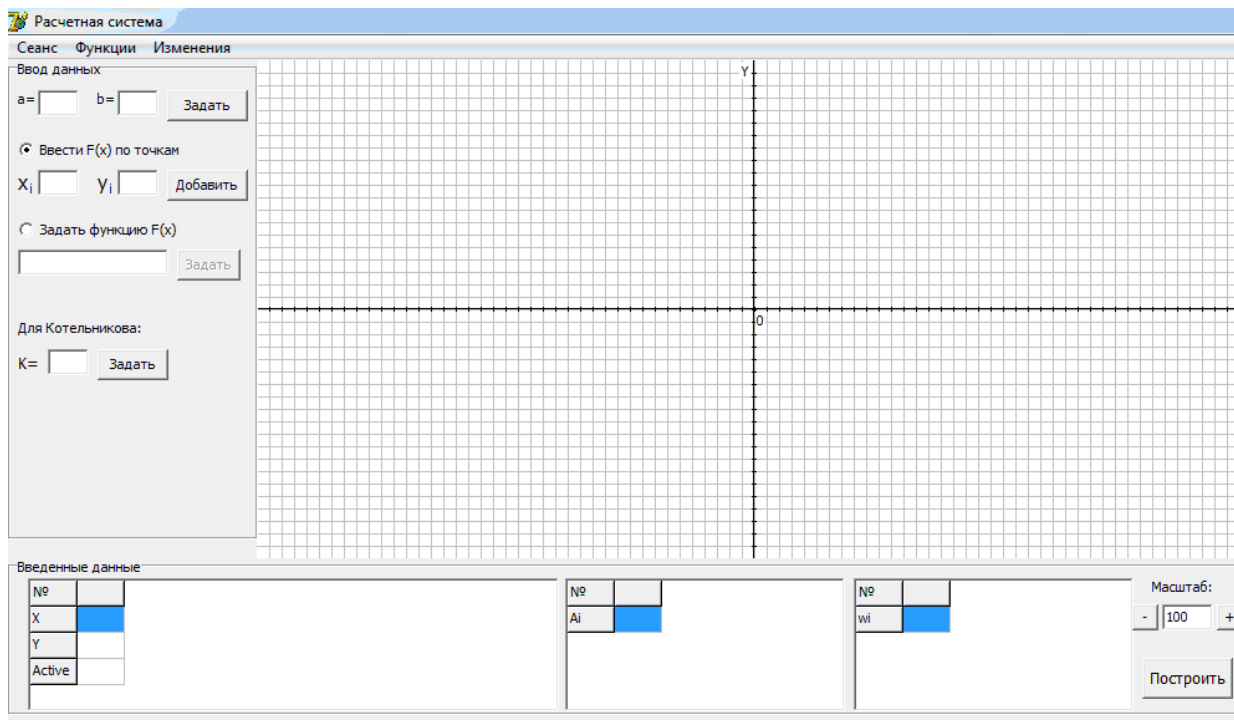 Расчетная система
Сеанс Функции Изменения
Ввод данных
a= b= Задать
Ввести F(x) по точкам
Xi Yi Добавить
Задать функцию F(x)
Задать
Для Котельникова:
K= Задать
Y
0
Введенные данные
№
X
Y
Active
№
Ai
№
wi
Масштаб:
- 100 +
Построить